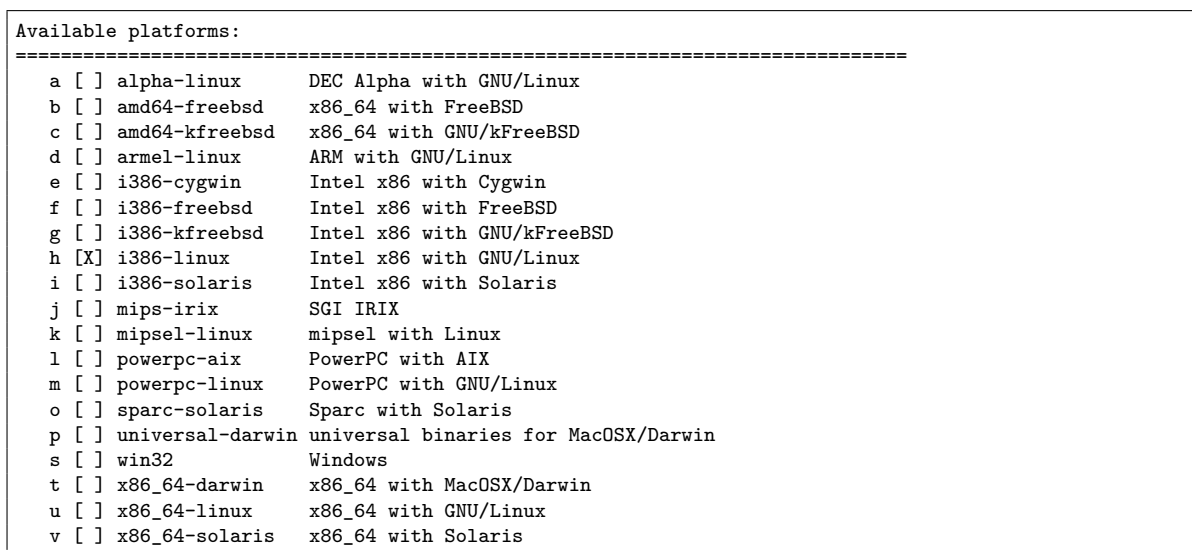 Available platforms:
===============================================================================
   a [ ] alpha-linux      DEC Alpha with GNU/Linux
   b [ ] amd64-freebsd    x86_64 with FreeBSD
   c [ ] amd64-kfreebsd   x86_64 with GNU/kFreeBSD
   d [ ] armel-linux      ARM with GNU/Linux
   e [ ] i386-cygwin      Intel x86 with Cygwin
   f [ ] i386-freebsd     Intel x86 with FreeBSD
   g [ ] i386-kfreebsd    Intel x86 with GNU/kFreeBSD
   h [X] i386-linux       Intel x86 with GNU/Linux
   i [ ] i386-solaris     Intel x86 with Solaris
   j [ ] mips-irix        SGI IRIX
   k [ ] mipsel-linux     mipsel with Linux
   l [ ] powerpc-aix      PowerPC with AIX
   m [ ] powerpc-linux    PowerPC with GNU/Linux
   o [ ] sparc-solaris    Sparc with Solaris
   p [ ] universal-darwin universal binaries for MacOSX/Darwin
   s [ ] win32            Windows
   t [ ] x86_64-darwin    x86_64 with MacOSX/Darwin
   u [ ] x86_64-linux     x86_64 with GNU/Linux
   v [ ] x86_64-solaris   x86_64 with Solaris